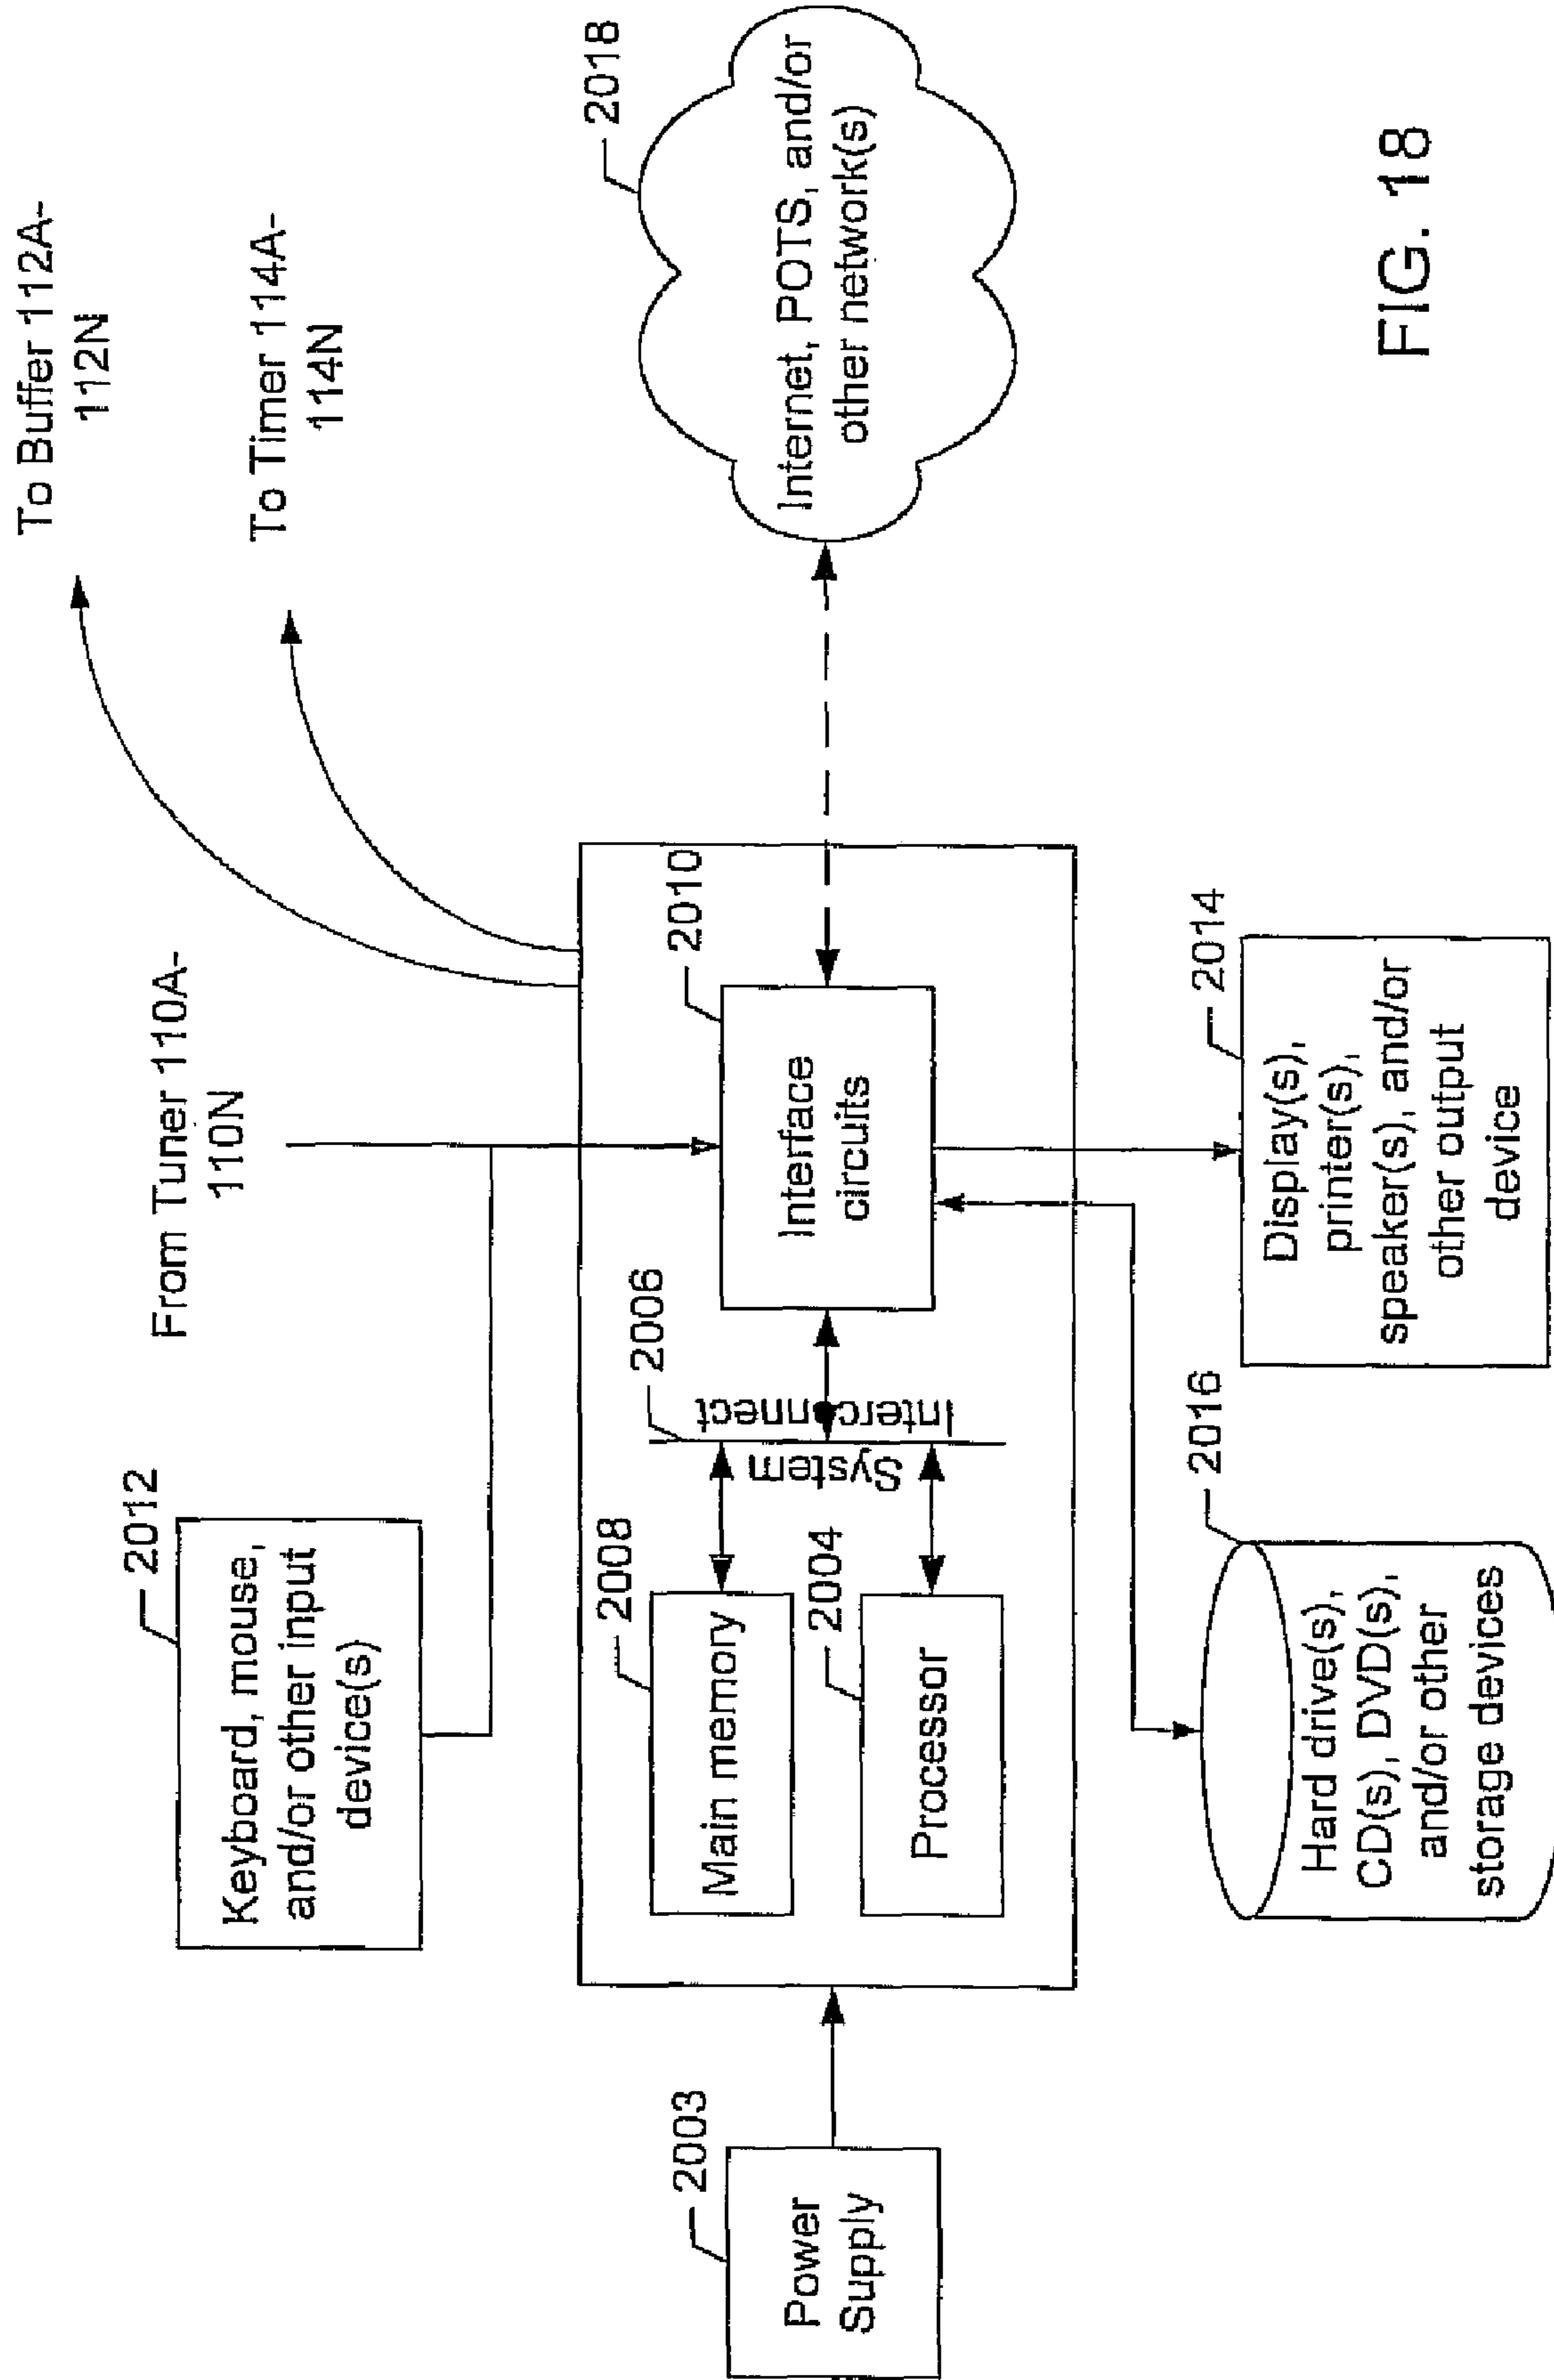 To Buffer 112A-
112N
To Timer 114A-
114N
From Tuner 110A-
110N
2012
Keyboard, mouse,
and/or other input
device(s)
2018
Internet, POTS, and/or
other network(s)
2003
Power
Supply
2008
Main memory
2004
Processor
2006
System
Interconnect
2010
Interface
circuits
2016
Hard drive(s),
CD(s), DVD(s),
and/or other
storage devices
2014
Display(s),
printer(s),
speaker(s), and/or
other output
device
FIG. 18